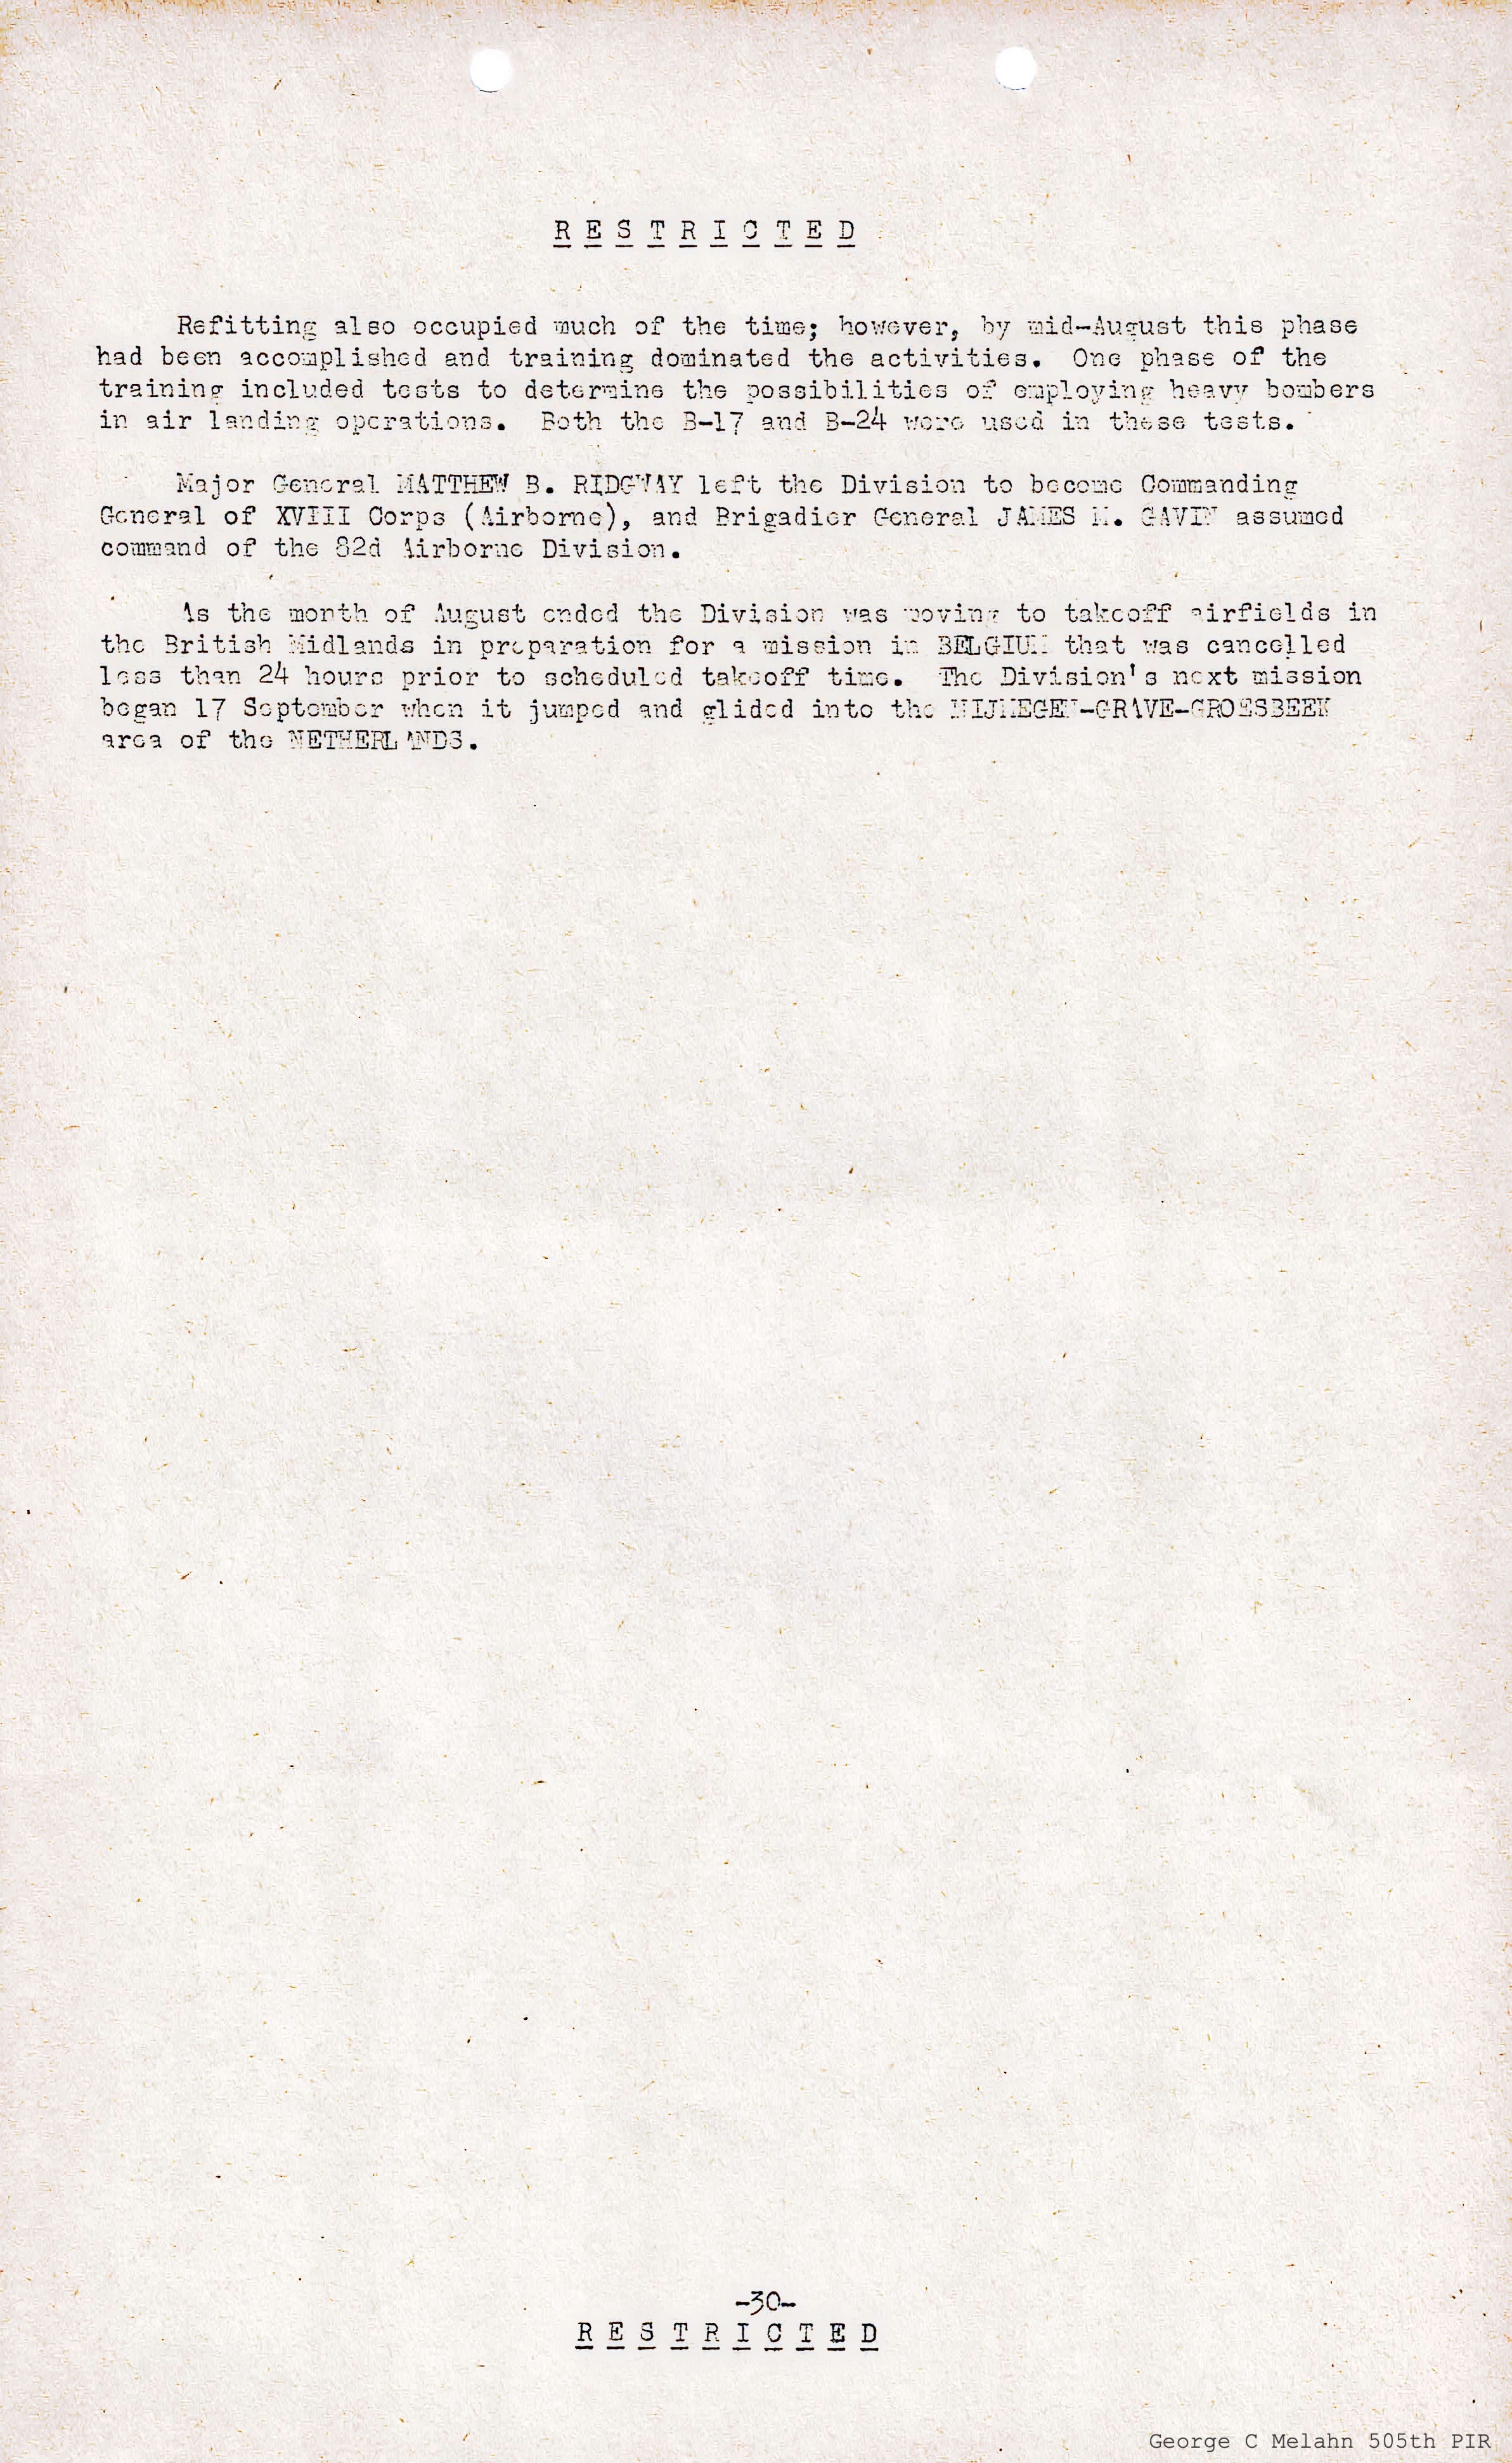 R E S T R I C T E D
Refitting also occupied much of the time; however, by mid-August this phase
had been accomplished and training dominated the activities. One phase of the
training included tests to determine the possibilities of employing heavy bombers
in air landing operations. Both the B-17 and B-24 were used in these tests.
Major General MATTHEW B. RIDGWAY left the Division to become Commanding
General of XVIII Corps (Airborne), and Brigadier General JAMES M. GAVIN assumed
command of the 82d Airborne Division.
As the month of August ended the Division was moving to takeoff airfields in
the British Midlands in preparation for a mission in BELGIUM that was cancelled
less than 24 hours prior to scheduled takeoff time. The Division's next mission
began 17 September when it jumped and glided into the NIJMEGEN-GRAVE-GROESBEEK
area of the NETHERLANDS.
-30-
R E S T R I C T E D
George C Melahn 505th PIR